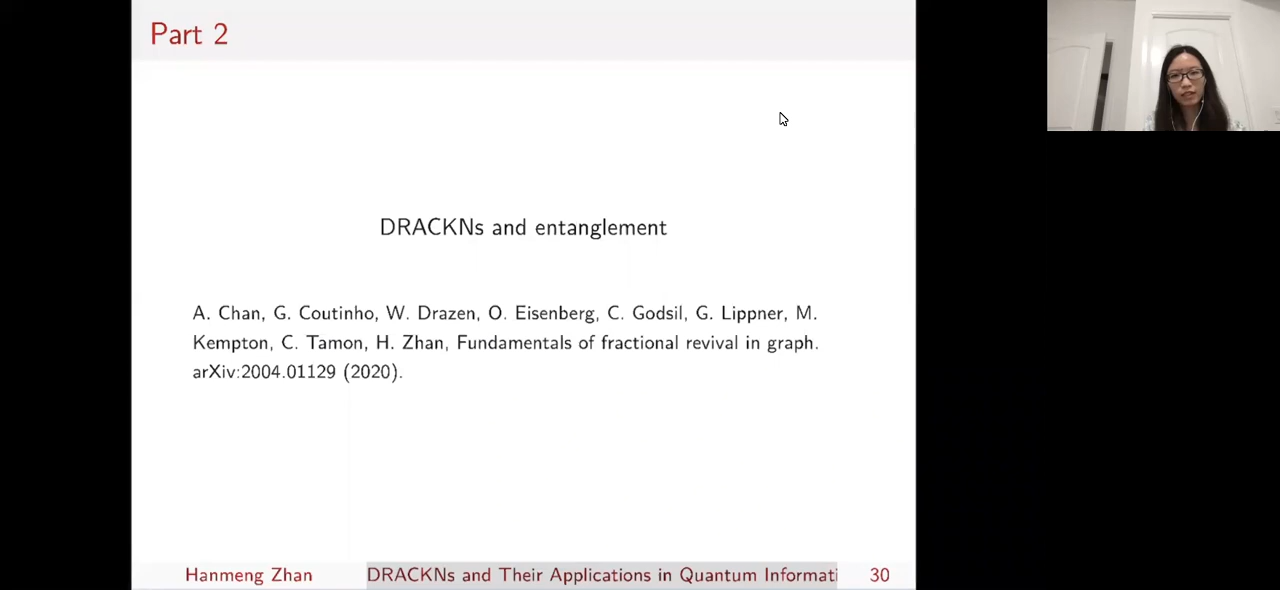 Part 2
DRACKNs and entanglement
A. Chan, G. Coutinho, W. Drazen, O. Eisenberg, C. Godsil, G. Lippner, M.
Kempton, C. Tamon, H. Zhan, Fundamentals of fractional revival in graph.
arXiv:2004.01129 (2020).
Hanmeng Zhan DRACKNs and Their Applications in Quantum Informati 30